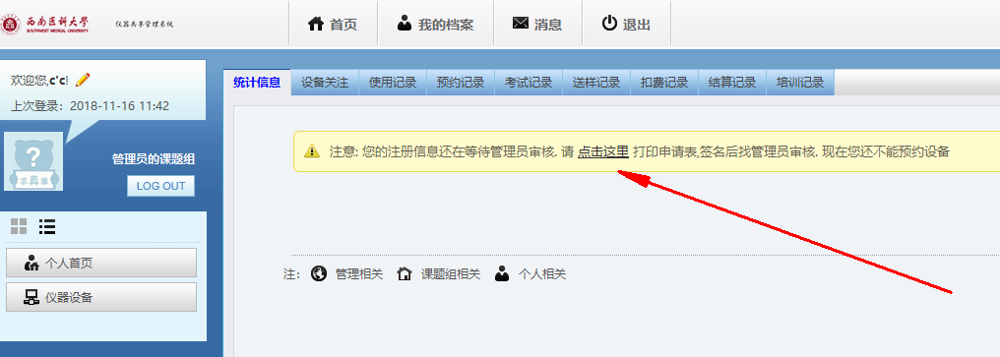 西南医科大学
SOUTHWEST MEDICAL UNIVERSITY
仪器共享管理系统
首页
我的档案
消息
退出
欢迎您,c'c!
上次登录：2018-11-16 11:42
?
求真像
管理员的课题组
LOG OUT
个人首页
仪器设备
统计信息 设备关注 使用记录 预约记录 考试记录 送样记录 扣费记录 结算记录 培训记录
注意: 您的注册信息还在等待管理员审核. 请 点击这里 打印申请表,签名后找管理员审核. 现在您还不能预约设备
注： 管理相关 课题组相关 个人相关